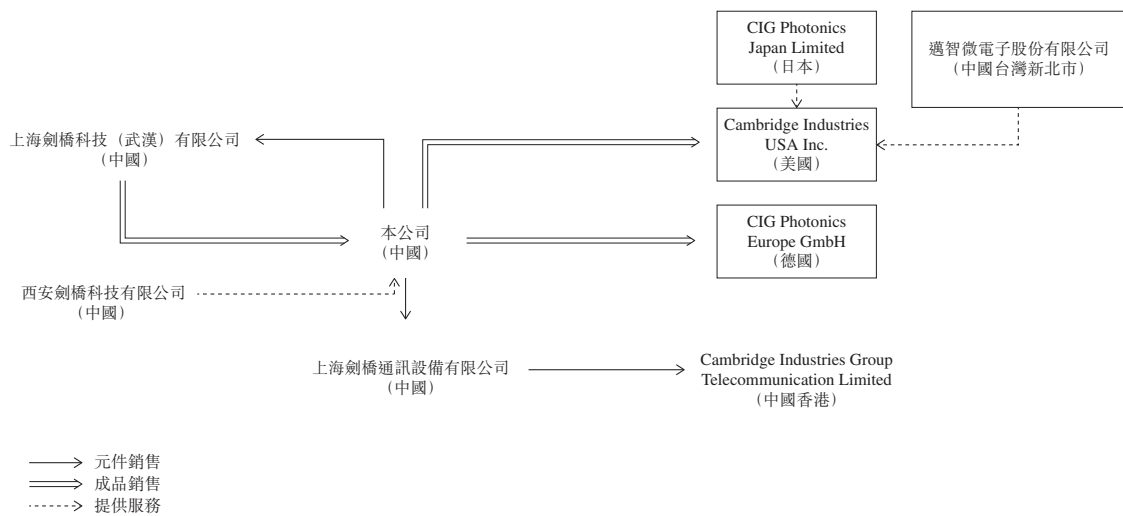 CIG Photonics
Japan Limited
（日本）
邁智微電子股份有限公司
（中國台灣新北市）
上海劍橋科技（武漢）有限公司
（中國）
Cambridge Industries
USA Inc.
（美國）
本公司
（中國）
CIG Photonics
Europe GmbH
（德國）
西安劍橋科技有限公司
（中國）
上海劍橋通訊設備有限公司
（中國）
Cambridge Industries Group
Telecommunication Limited
（中國香港）
元件銷售
成品銷售
提供服務